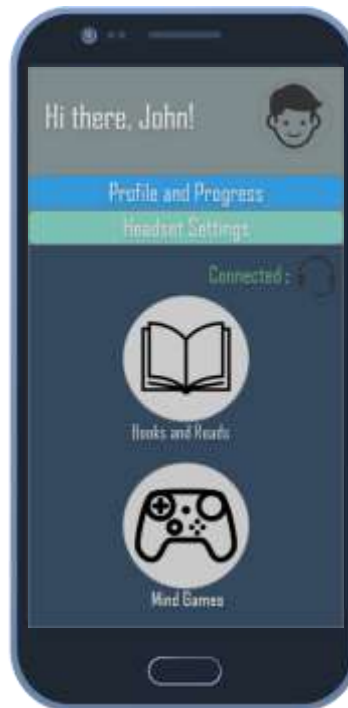 Hi there, John!
Profile and Progress
Headset Settings
Connected :
Books and Reads
Mind Games